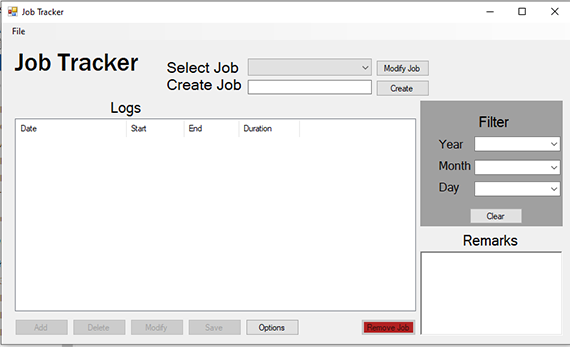 Job Tracker
File
Job Tracker
Select Job
Modify Job
Create Job
Create
Logs
Date Start End Duration
Filter
Year
Month
Day
Clear
Remarks
Add Delete Modify Save Options Remove Job